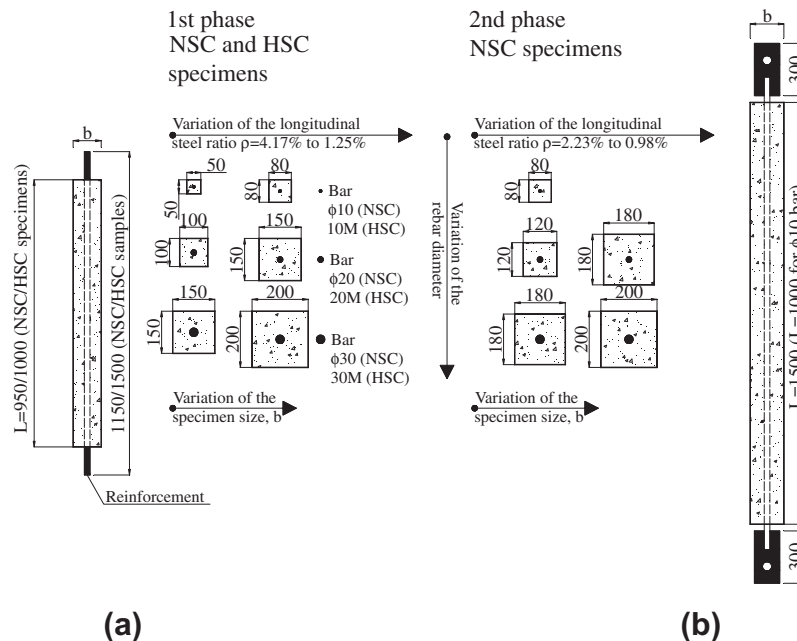 1st phase
NSC and HSC
specimens
Variation of the longitudinal
steel ratio ρ=4.17% to 1.25%
b
L=950/1000 (NSC/HSC specimens)
1150/1500 (NSC/HSC samples)
Reinforcement
50
50
80
80
Bar
ϕ10 (NSC)
10M (HSC)
100
100
150
150
Bar
ϕ20 (NSC)
20M (HSC)
150
150
200
200
Bar
ϕ30 (NSC)
30M (HSC)
Variation of the
specimen size, b
Variation of the
rebar diameter
2nd phase
NSC specimens
Variation of the longitudinal
steel ratio ρ=2.23% to 0.98%
80
80
120
120
180
180
180
180
200
200
Variation of the
specimen size, b
b
300
L=1500 (L=1000 for ϕ10 bar)
300
(a)
(b)